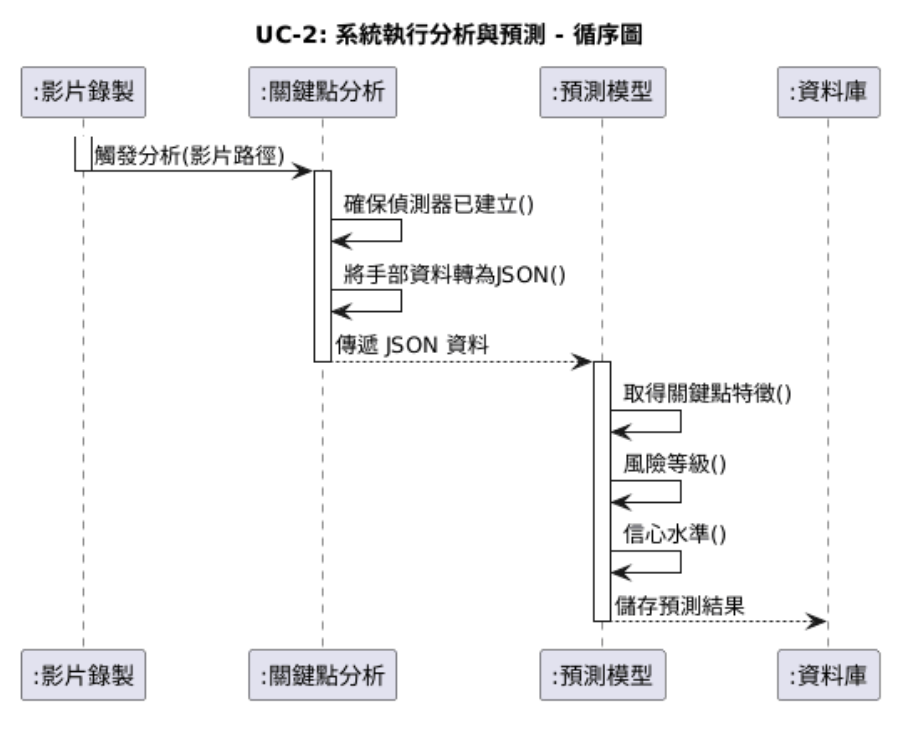 UC-2: 系統執行分析與預測 - 循序圖
:影片錄製
:關鍵點分析
:預測模型
:資料庫
觸發分析(影片路徑)
確保偵測器已建立()
將手部資料轉為JSON()
傳遞 JSON 資料
取得關鍵點特徵()
風險等級()
信心水準()
儲存預測結果
:影片錄製
:關鍵點分析
:預測模型
:資料庫